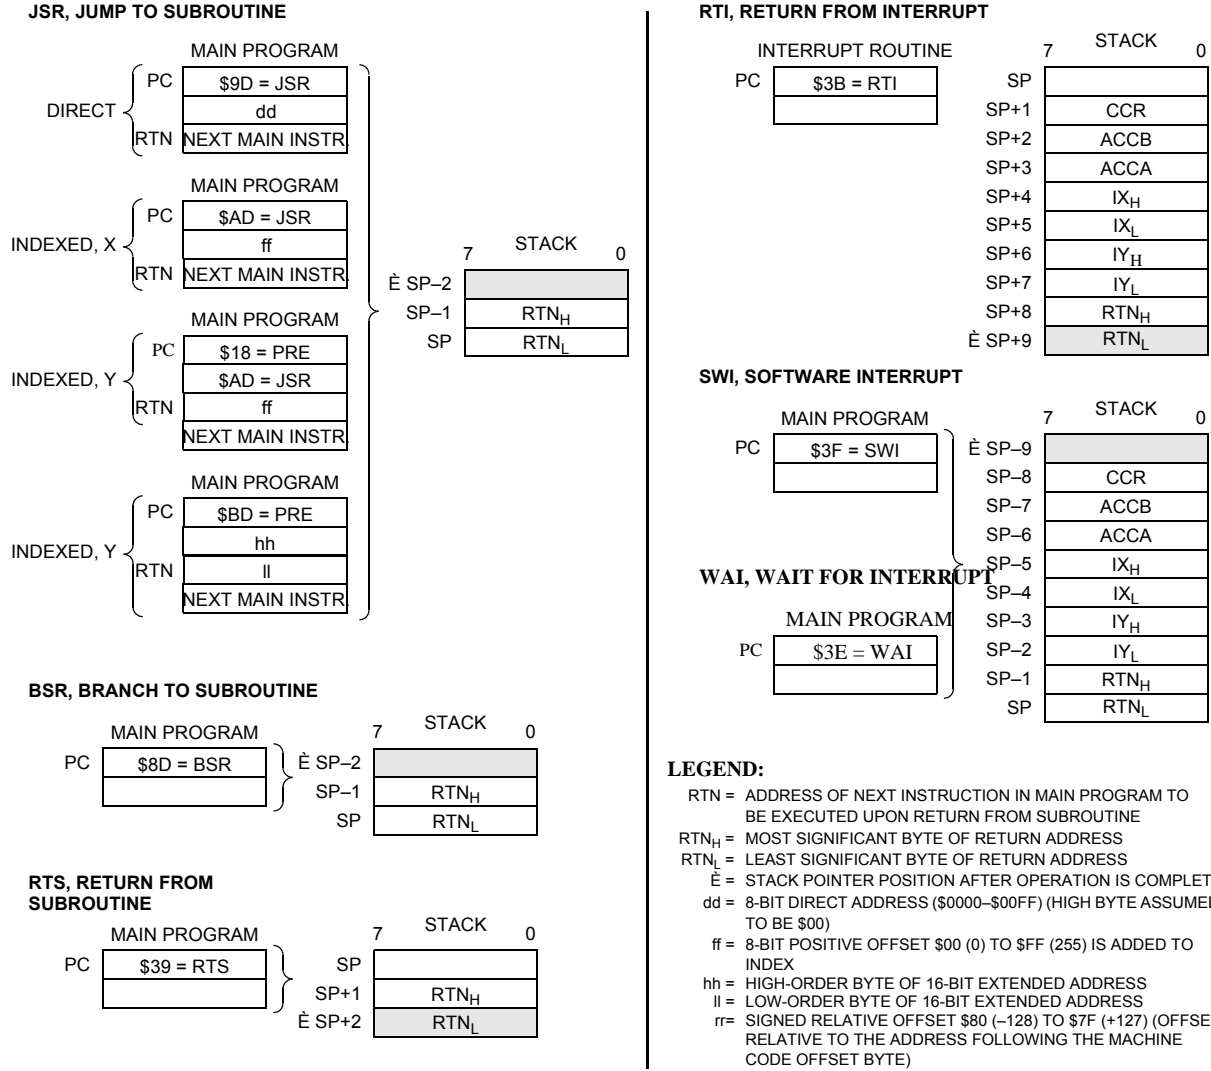 JSR, JUMP TO SUBROUTINE
MAIN PROGRAM
PC $9D = JSR
DIRECT dd
RTN NEXT MAIN INSTR.
MAIN PROGRAM
PC $AD = JSR
INDEXED, X ff
RTN NEXT MAIN INSTR.
MAIN PROGRAM
PC $18 = PRE
INDEXED, Y $AD = JSR
RTN ff
NEXT MAIN INSTR.
MAIN PROGRAM
PC $BD = PRE
hh
INDEXED, Y
RTN ll
NEXT MAIN INSTR.
7 STACK 0
È SP–2
SP–1 RTNH
SP RTNL
BSR, BRANCH TO SUBROUTINE
MAIN PROGRAM
PC $8D = BSR
7 STACK 0
È SP–2
SP–1 RTNH
SP RTNL
RTS, RETURN FROM
SUBROUTINE
MAIN PROGRAM
PC $39 = RTS
7 STACK 0
SP
SP+1 RTNH
È SP+2 RTNL
RTI, RETURN FROM INTERRUPT
INTERRUPT ROUTINE
PC $3B = RTI
7 STACK 0
SP
SP+1 CCR
SP+2 ACCB
SP+3 ACCA
SP+4 IXH
SP+5 IXL
SP+6 IYH
SP+7 IYL
SP+8 RTNH
È SP+9 RTNL
SWI, SOFTWARE INTERRUPT
MAIN PROGRAM
PC $3F = SWI
WAI, WAIT FOR INTERRUPT
MAIN PROGRAM
PC $3E = WAI
7 STACK 0
È SP–9
SP–8 CCR
SP–7 ACCB
SP–6 ACCA
SP–5 IXH
SP–4 IXL
SP–3 IYH
SP–2 IYL
SP–1 RTNH
SP RTNL
LEGEND:
RTN = ADDRESS OF NEXT INSTRUCTION IN MAIN PROGRAM TO
BE EXECUTED UPON RETURN FROM SUBROUTINE
RTNH = MOST SIGNIFICANT BYTE OF RETURN ADDRESS
RTNL = LEAST SIGNIFICANT BYTE OF RETURN ADDRESS
È = STACK POINTER POSITION AFTER OPERATION IS COMPLET
dd = 8-BIT DIRECT ADDRESS ($0000–$00FF) (HIGH BYTE ASSUME
TO BE $00)
ff = 8-BIT POSITIVE OFFSET $00 (0) TO $FF (255) IS ADDED TO
INDEX
hh = HIGH-ORDER BYTE OF 16-BIT EXTENDED ADDRESS
ll = LOW-ORDER BYTE OF 16-BIT EXTENDED ADDRESS
rr= SIGNED RELATIVE OFFSET $80 (–128) TO $7F (+127) (OFFSE
RELATIVE TO THE ADDRESS FOLLOWING THE MACHINE
CODE OFFSET BYTE)